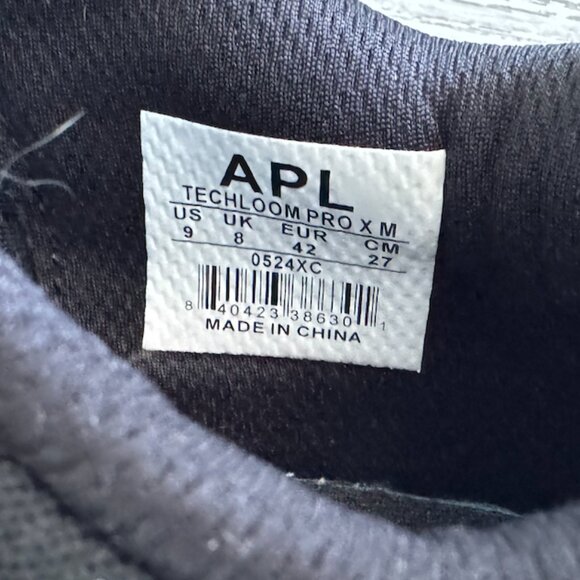 APL
TECHLOOM PRO X M
US UK EUR CM
9 8 42 27
0524XC
8 40423 38630 1
MADE IN CHINA